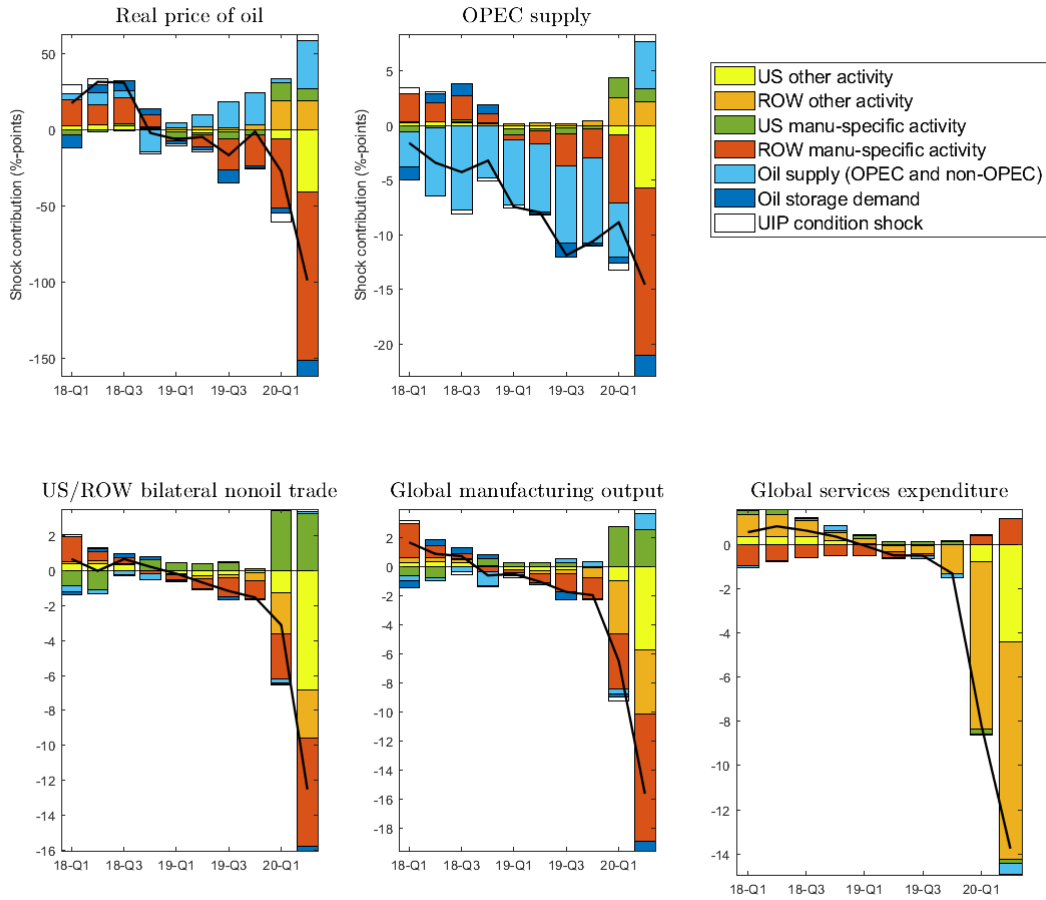 Real price of oil
OPEC supply
Shock contribution (%-points)
50
0
-50
-100
-150
18-Q1
18-Q3
19-Q1
19-Q3
20-Q1
Shock contribution (%-points)
5
0
-5
-10
-15
-20
18-Q1
18-Q3
19-Q1
19-Q3
20-Q1
US other activity
ROW other activity
US manu-specific activity
ROW manu-specific activity
Oil supply (OPEC and non-OPEC)
Oil storage demand
UIP condition shock
US/ROW bilateral nonoil trade
Global manufacturing output
Global services expenditure
2
0
-2
-4
-6
-8
-10
-12
-14
-16
18-Q1
18-Q3
19-Q1
19-Q3
20-Q1
2
0
-2
-4
-6
-8
-10
-12
-14
-16
-18
18-Q1
18-Q3
19-Q1
19-Q3
20-Q1
0
-2
-4
-6
-8
-10
-12
-14
18-Q1
18-Q3
19-Q1
19-Q3
20-Q1